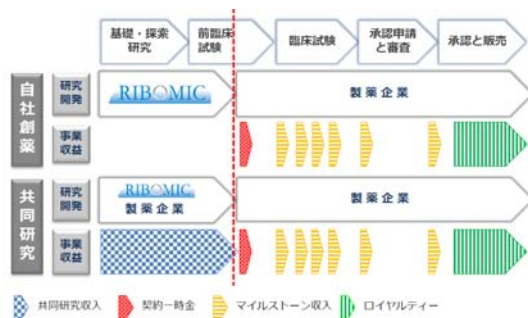 基礎・探索
研究
前臨床
試験
臨床試験
承認申請
と審査
承認と販売
自社創薬
研究
開発
RIBOMIC
製薬企業
事業
収益
共同研究
研究
開発
RIBOMIC
製薬企業
製薬企業
事業
収益
共同研究収入
契約一時金
マイルストーン収入
ロイヤルティー